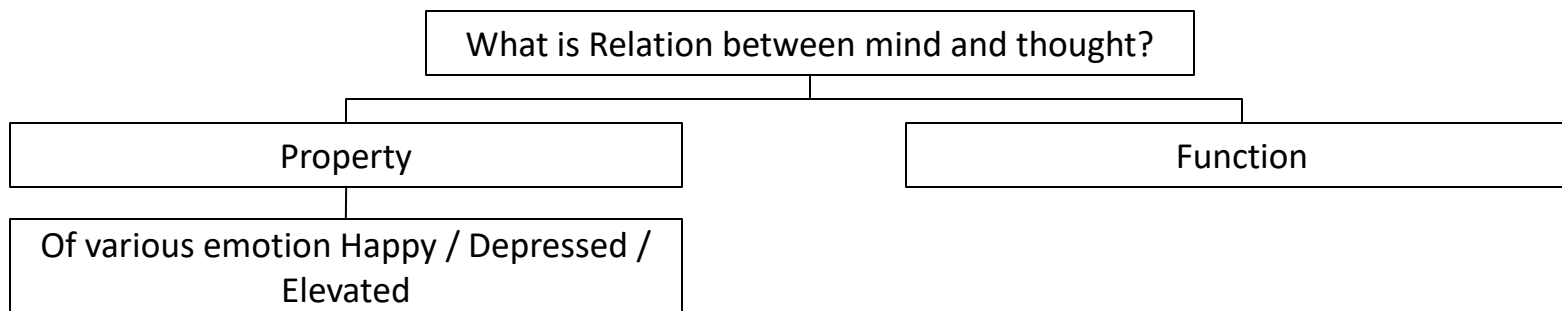 What is Relation between mind and thought?
Property
Function
Of various emotion Happy / Depressed /
Elevated